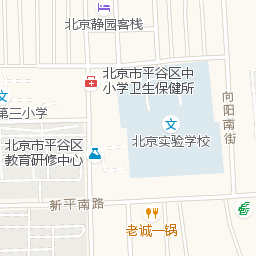 北京静园客栈
北京市平谷区中
小学卫生保健所
第三小学
向阳南街
文
北京实验学校
北京市平谷区
教育研修中心
新平南路
老诚一锅